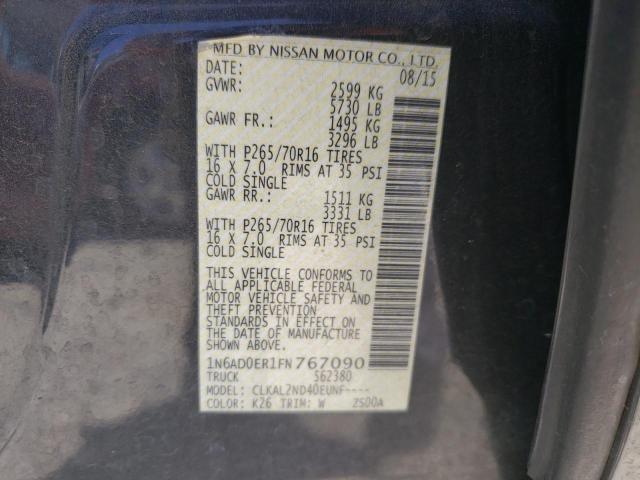 MFD BY NISSAN MOTOR CO., LTD.
DATE: 08/15
GVWR: 2599 KG
5730 LB
GAWR FR.: 1495 KG
3296 LB
WITH P265/70R16 TIRES
16 X 7.0 RIMS AT 35 PSI
COLD SINGLE
GAWR RR.: 1511 KG
3331 LB
WITH P265/70R16 TIRES
16 X 7.0 RIMS AT 35 PSI
COLD SINGLE
THIS VEHICLE CONFORMS TO
ALL APPLICABLE FEDERAL
MOTOR VEHICLE SAFETY AND
THEFT PREVENTION
STANDARDS IN EFFECT ON
THE DATE OF MANUFACTURE
SHOWN ABOVE.
1N6AD0ER1FN767090
TRUCK 562380
MODEL: CLKAL2ND40EUNF----
COLOR: K26 TRIM: W 2S00A